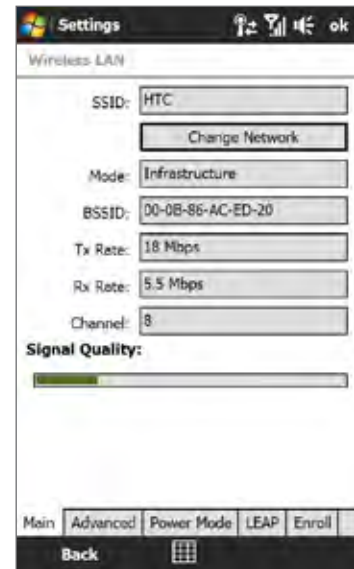 Settings
ok
Wireless LAN
SSID: HTC
Change Network
Mode: Infrastructure
BSSID: 00-0B-86-AC-ED-20
Tx Rate: 18 Mbps
Rx Rate: 5.5 Mbps
Channel: 8
Signal Quality:
Main Advanced Power Mode LEAP Enroll
Back